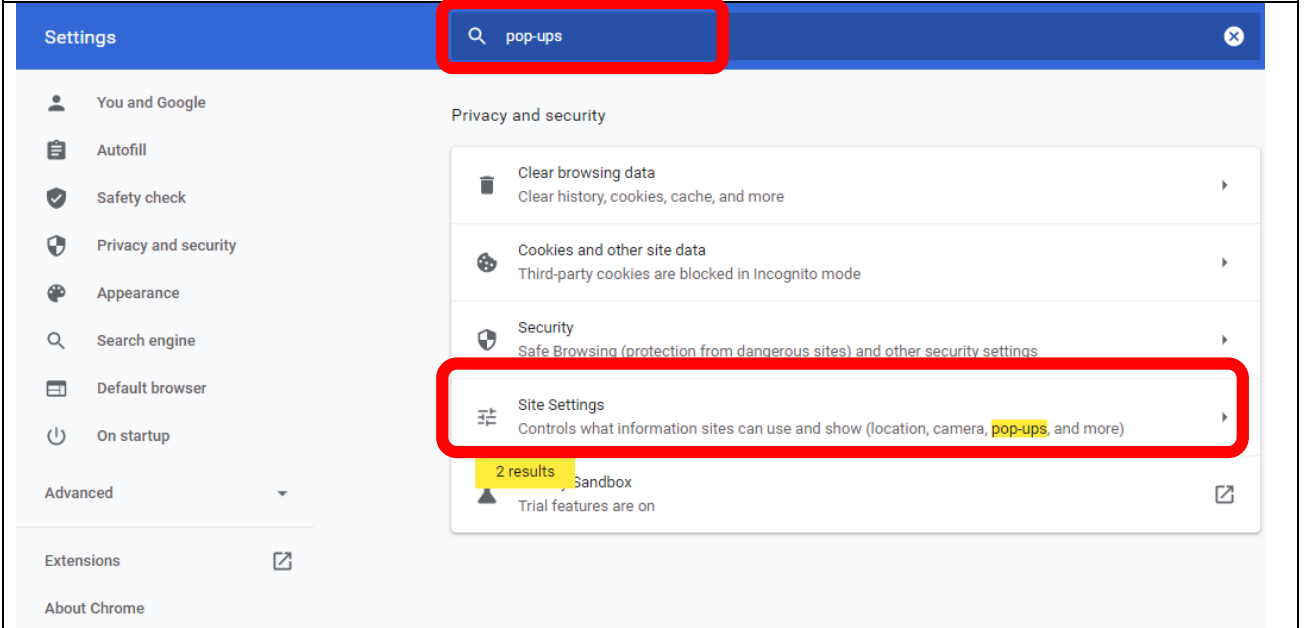 Settings
pop-ups
You and Google
Autofill
Safety check
Privacy and security
Appearance
Search engine
Default browser
On startup
Advanced
Extensions
About Chrome
Privacy and security
Clear browsing data
Clear history, cookies, cache, and more
Cookies and other site data
Third-party cookies are blocked in Incognito mode
Security
Safe Browsing (protection from dangerous sites) and other security settings
Site Settings
Controls what information sites can use and show (location, camera, pop-ups, and more)
2 results
Sandbox
Trial features are on